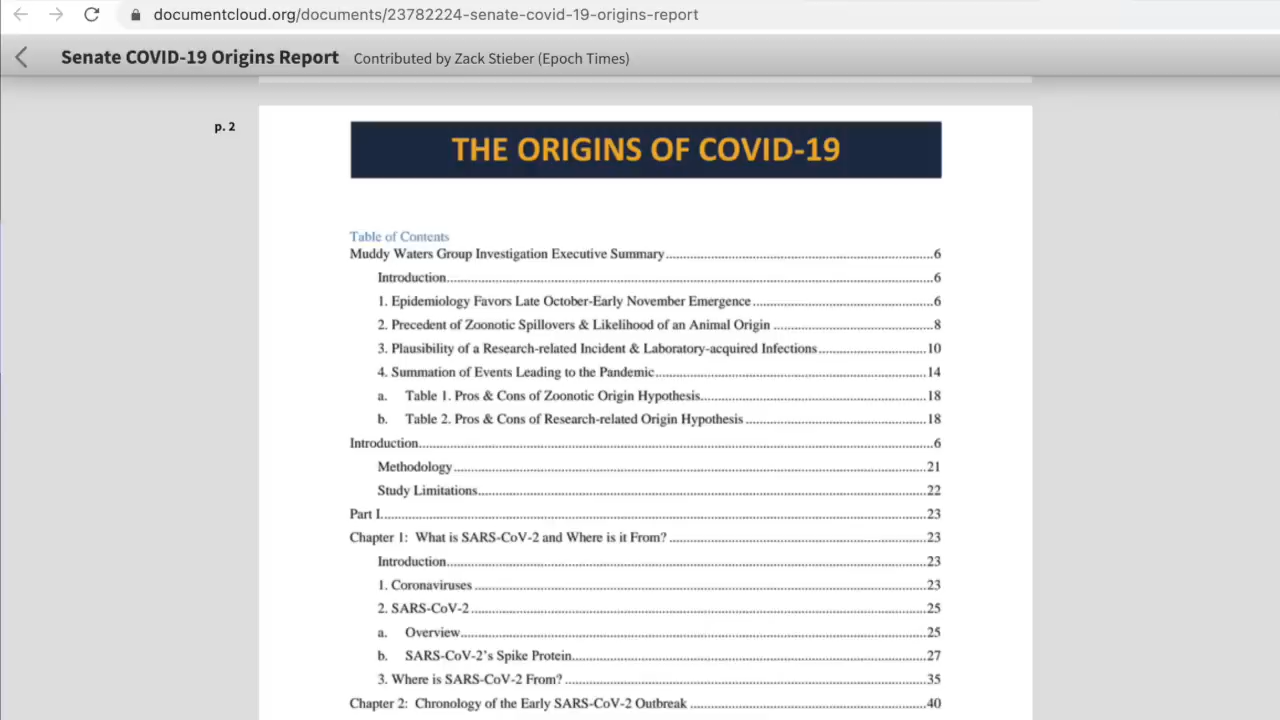 documentcloud.org/documents/23782224-senate-covid-19-origins-report
Senate COVID-19 Origins Report Contributed by Zack Stieber (Epoch Times)
p. 2
THE ORIGINS OF COVID-19
Table of Contents
Muddy Waters Group Investigation Executive Summary 6
Introduction 6
1. Epidemiology Favors Late October-Early November Emergence 6
2. Precedent of Zoonotic Spillovers & Likelihood of an Animal Origin 8
3. Plausibility of a Research-related Incident & Laboratory-acquired Infections 10
4. Summation of Events Leading to the Pandemic 14
a. Table 1. Pros & Cons of Zoonotic Origin Hypothesis 18
b. Table 2. Pros & Cons of Research-related Origin Hypothesis 18
Introduction 6
Methodology 21
Study Limitations 22
Part I 23
Chapter 1: What is SARS-CoV-2 and Where is it From? 23
Introduction 23
1. Coronaviruses 23
2. SARS-CoV-2 25
a. Overview 25
b. SARS-CoV-2's Spike Protein 27
3. Where is SARS-CoV-2 From? 35
Chapter 2: Chronology of the Early SARS-CoV-2 Outbreak 40